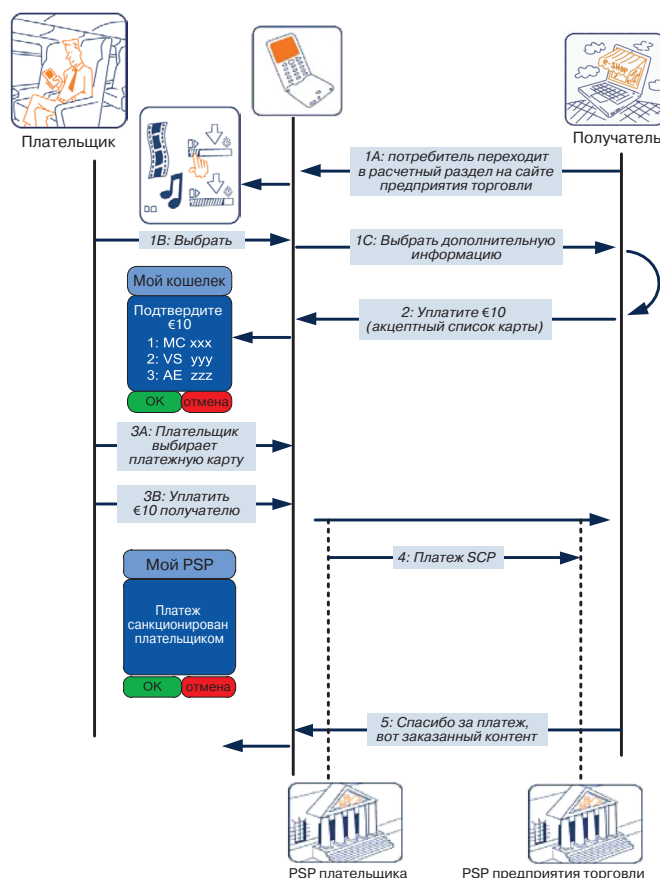 e-SHOP
Плательщик
Получатель
1A: потребитель переходит
в расчетный раздел на сайте
предприятия торговли
1B: Выбрать
1C: Выбрать дополнительную
информацию
Мой кошелек
Подтвердите
€10
1: MC xxx
2: VS yyy
3: AE zzz
OK
отмена
2: Уплатите €10
(акцептный список карты)
3A: Плательщик
выбирает
платежную карту
3B: Уплатить
€10 получателю
4: Платеж SCP
Мой PSP
Платеж
санкционирован
плательщиком
OK
отмена
5: Спасибо за платеж,
вот заказанный контент
PSP плательщика
PSP предприятия торговли